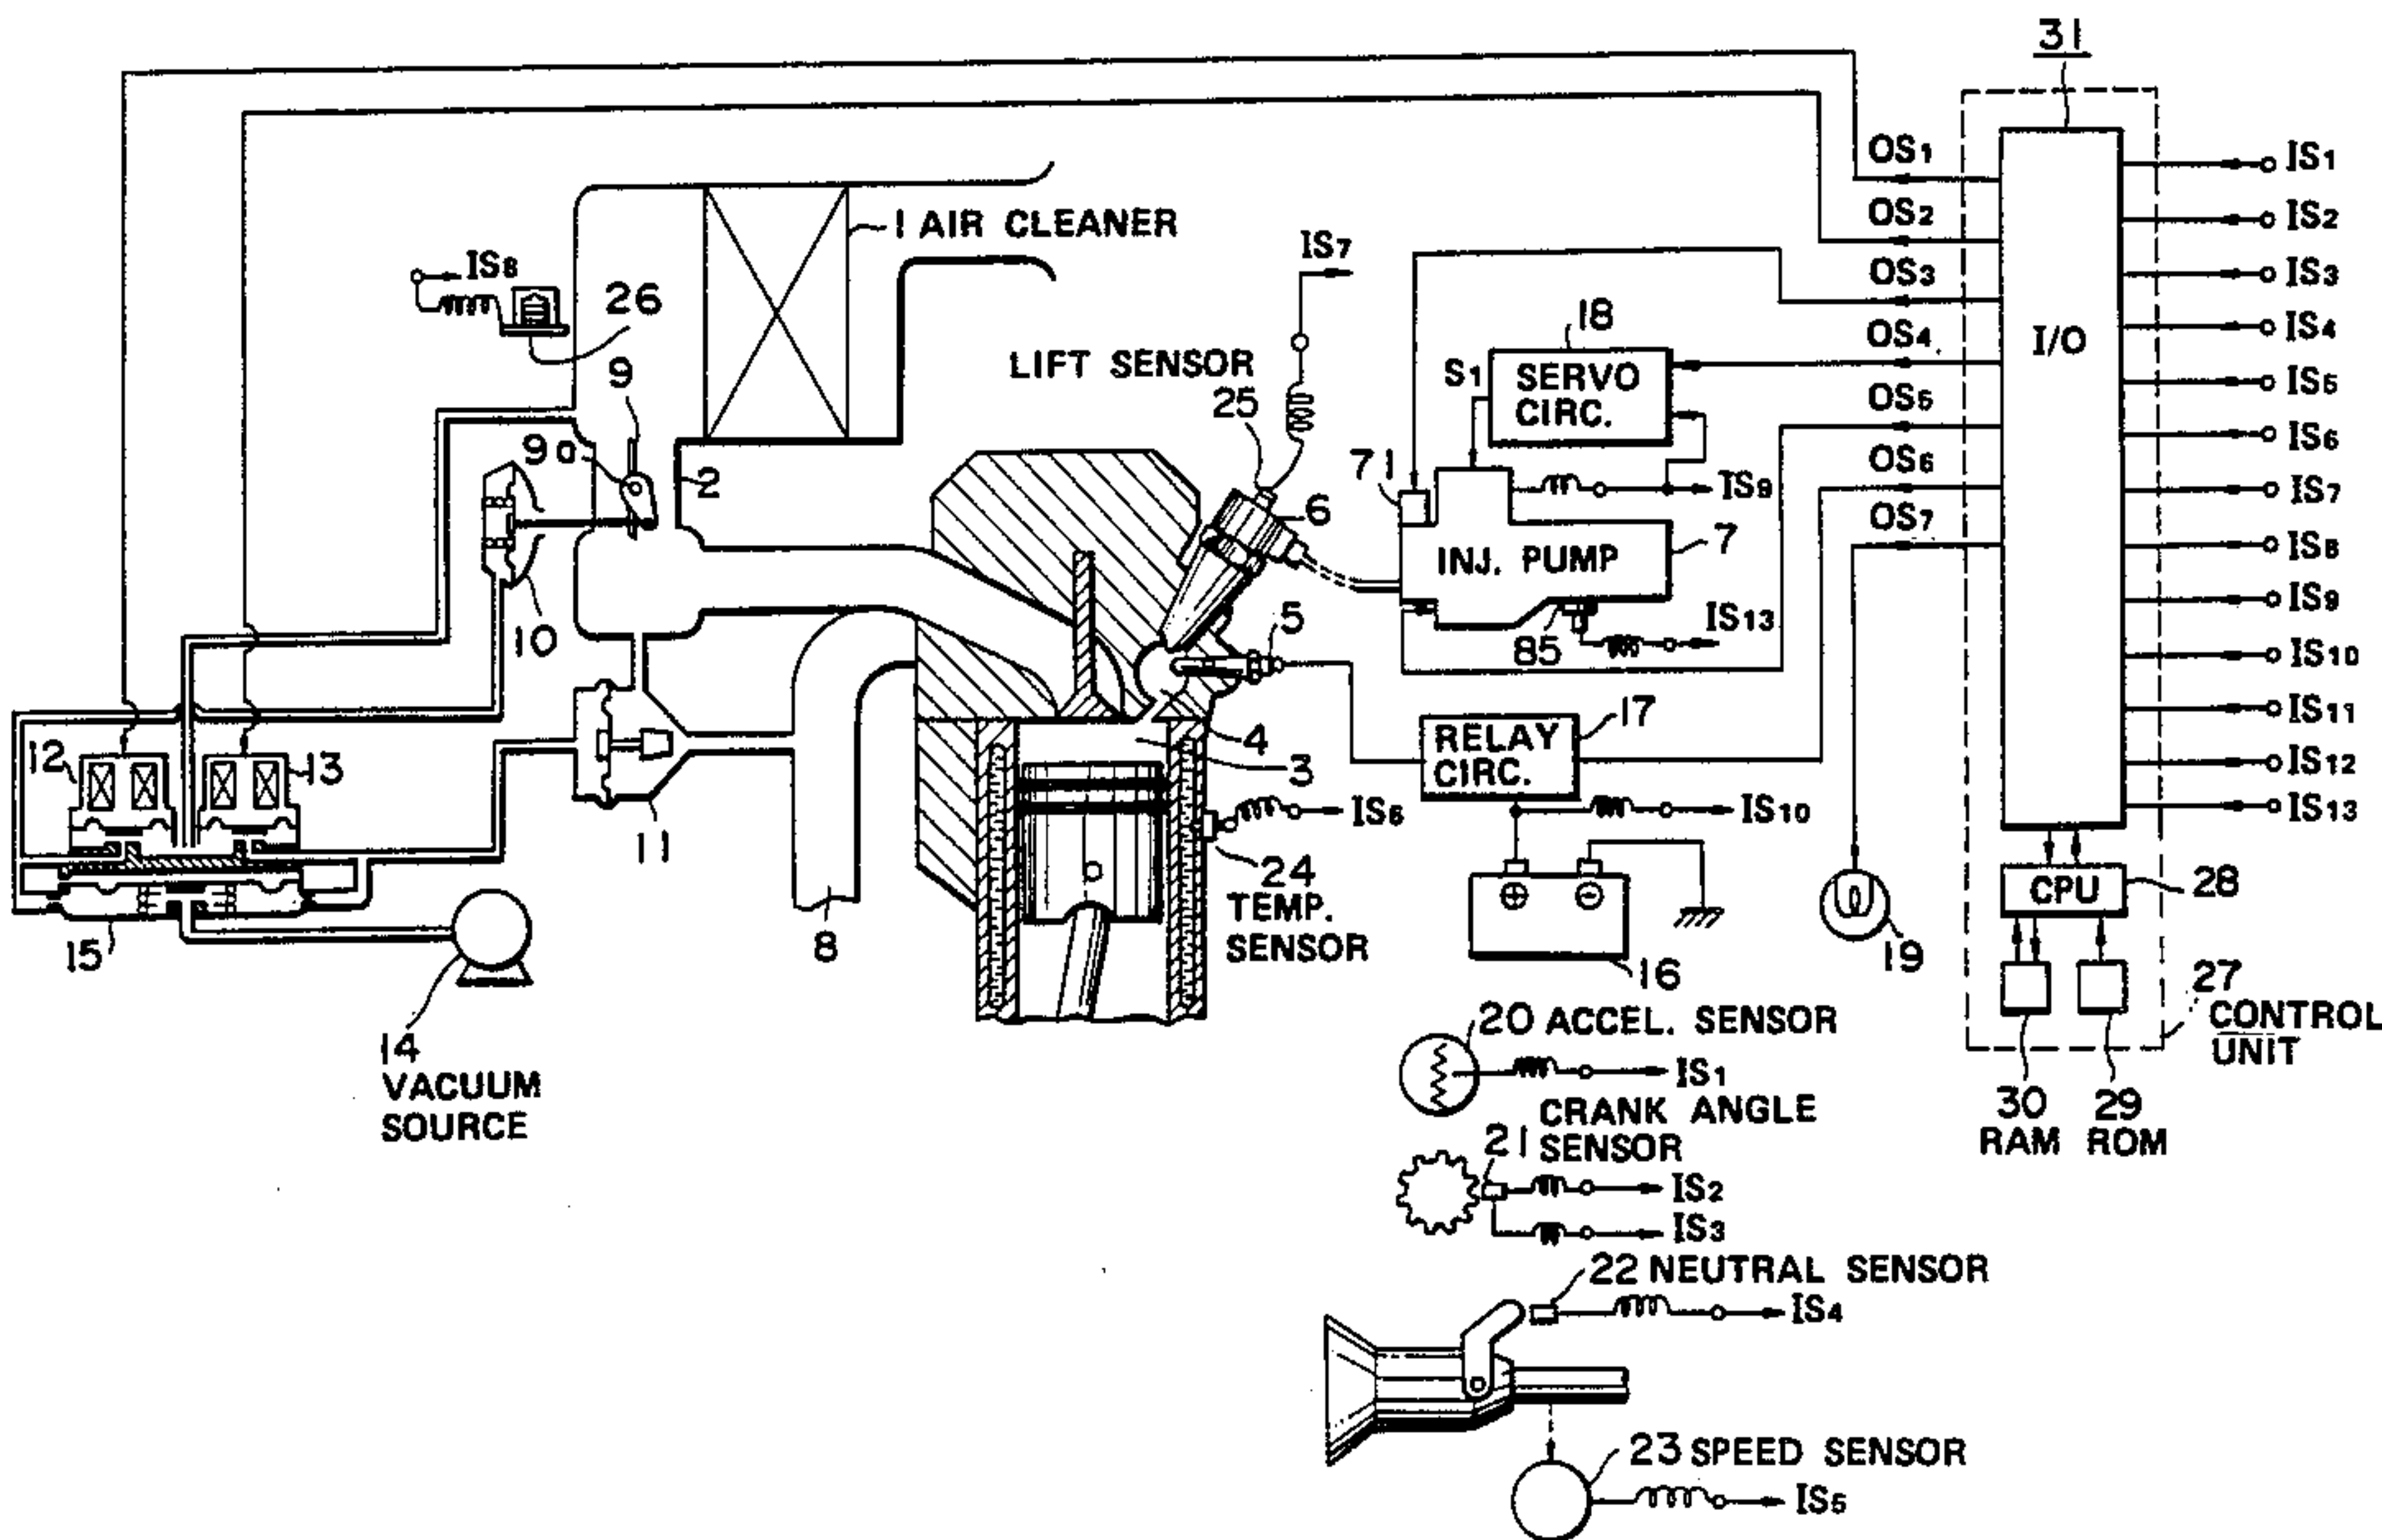 31
OS1
IS1
OS2
IS2
1 AIR CLEANER
IS7
OS3
IS3
IS8
26
18
I/O
OS4
IS4
LIFT SENSOR
9
S1
SERVO
CIRC.
25
OS5
IS5
9a
2
71
6
OS6
IS6
IS9
7
OS7
IS7
INJ. PUMP
IS8
10
5
85
IS13
IS9
IS10
17
IS11
12
13
4
RELAY
CIRC.
3
IS12
11
IS6
IS10
IS13
24
TEMP.
SENSOR
⊕
⊖
CPU
28
15
8
16
19
27
CONTROL
UNIT
14
VACUUM
SOURCE
20 ACCEL. SENSOR
IS1
30
RAM
29
ROM
CRANK ANGLE
21 SENSOR
IS2
IS3
22 NEUTRAL SENSOR
IS4
23 SPEED SENSOR
IS5